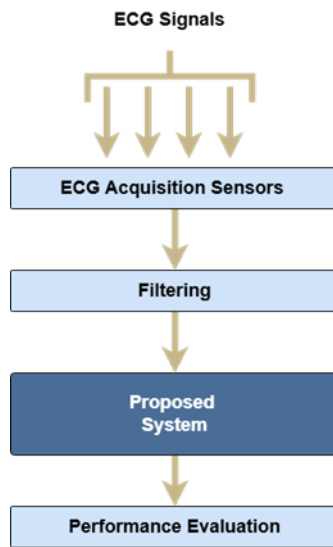 ECG Signals
ECG Acquisition Sensors
Filtering
Proposed
System
Performance Evaluation